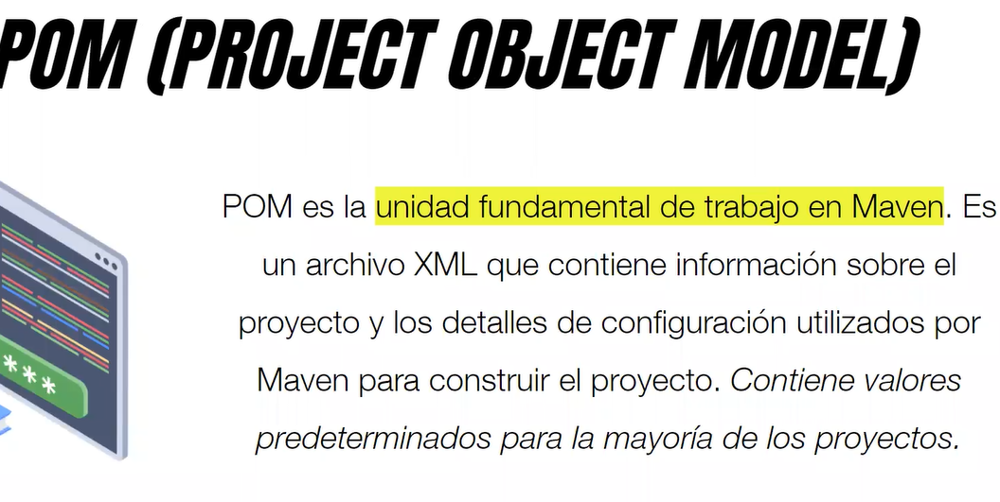 POM (PROJECT OBJECT MODEL)
POM es la unidad fundamental de trabajo en Maven. Es
un archivo XML que contiene información sobre el
proyecto y los detalles de configuración utilizados por
Maven para construir el proyecto. Contiene valores
predeterminados para la mayoría de los proyectos.
***